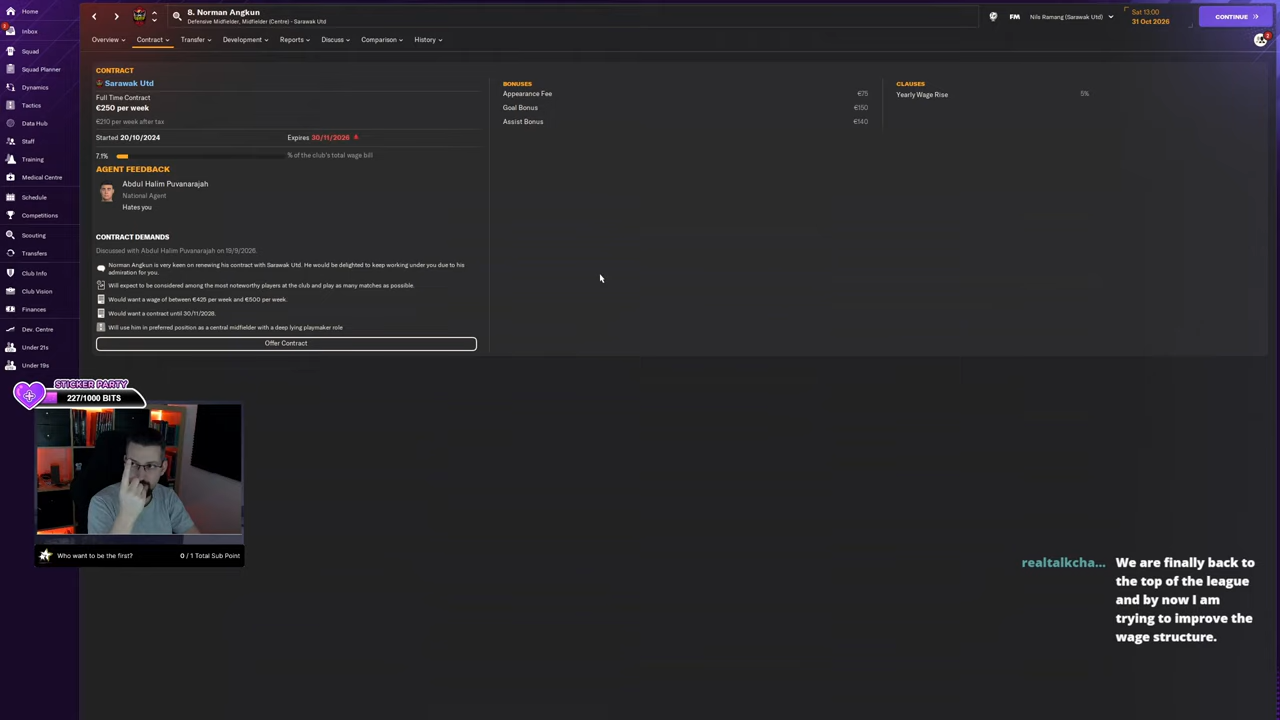 Home
Inbox
Squad
Squad Planner
Dynamics
Tactics
Data Hub
Staff
Training
Medical Centre
Schedule
Competitions
Scouting
Transfers
Club Info
Club Vision
Finances
Dev. Centre
Under 21s
Under 19s
8. Norman Angkun
Defensive Midfielder, Midfielder (Centre) - Sarawak Utd
FM
Nils Ramang (Sarawak Utd)
Sat 13:00
31 Oct 2026
CONTINUE
Overview
Contract
Transfer
Development
Reports
Discuss
Comparison
History
CONTRACT
Sarawak Utd
Full Time Contract
€250 per week
€210 per week after tax
Started 20/10/2024
Expires 30/11/2026
7.1%
% of the club's total wage bill
AGENT FEEDBACK
Abdul Halim Puvanarajah
National Agent
Hates you
CONTRACT DEMANDS
Discussed with Abdul Halim Puvanarajah on 19/9/2026.
Norman Angkun is very keen on renewing his contract with Sarawak Utd. He would be delighted to keep working under you due to his
admiration for you.
Will expect to be considered among the most noteworthy players at the club and play as many matches as possible.
Would want a wage of between €425 per week and €500 per week.
Would want a contract until 30/11/2028.
Will use him in preferred position as a central midfielder with a deep lying playmaker role
Offer Contract
BONUSES
Appearance Fee €75
Goal Bonus €150
Assist Bonus €140
CLAUSES
Yearly Wage Rise 5%
STICKER PARTY
227/1000 BITS
Who want to be the first?
0 / 1 Total Sub Point
realtalkcha... We are finally back to
the top of the league
and by now I am
trying to improve the
wage structure.